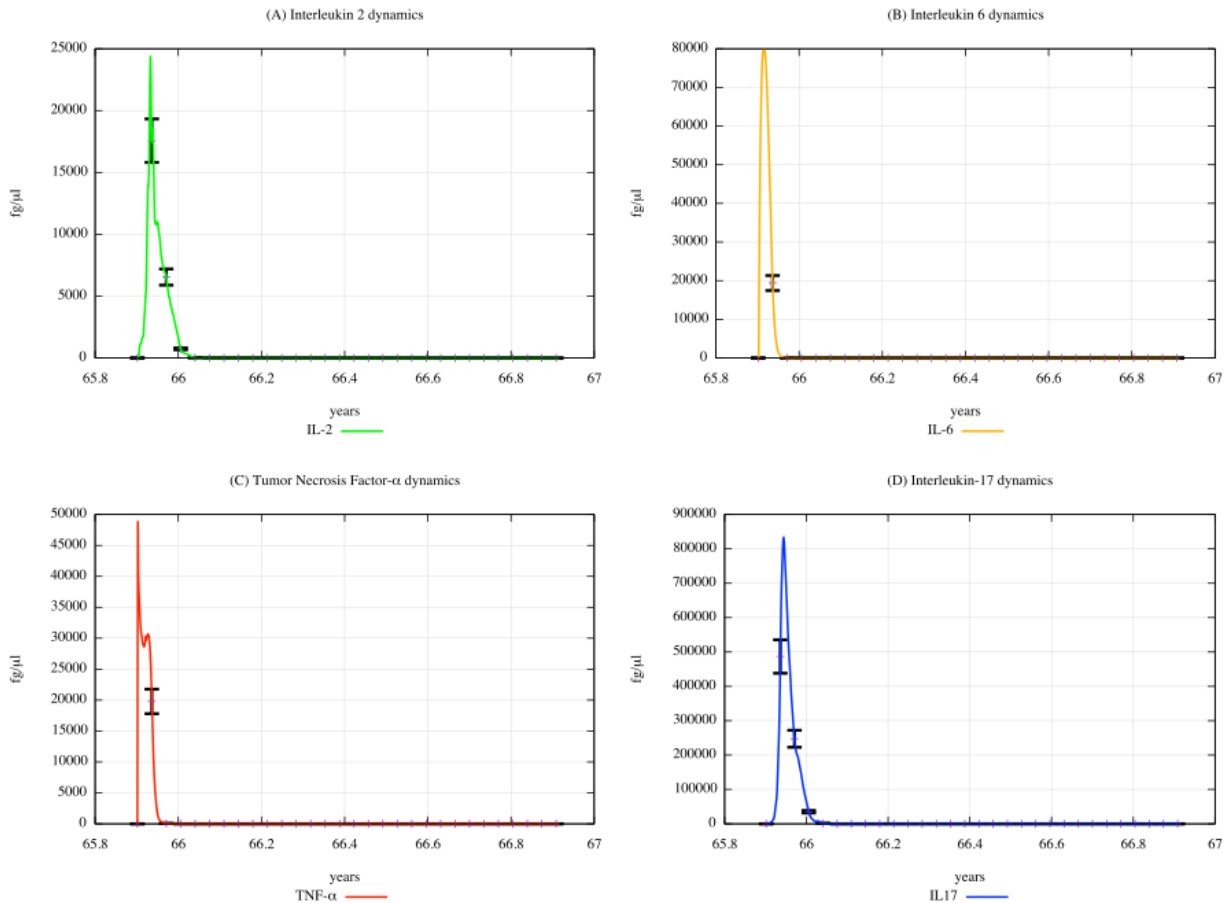 (A) Interleukin 2 dynamics
25000
20000
15000
10000
5000
0
fg/µl
65.8 66 66.2 66.4 66.6 66.8 67
years
IL-2
(B) Interleukin 6 dynamics
80000
70000
60000
50000
40000
30000
20000
10000
0
fg/µl
65.8 66 66.2 66.4 66.6 66.8 67
years
IL-6
(C) Tumor Necrosis Factor-α dynamics
50000
45000
40000
35000
30000
25000
20000
15000
10000
5000
0
fg/µl
65.8 66 66.2 66.4 66.6 66.8 67
years
TNF-α
(D) Interleukin-17 dynamics
900000
800000
700000
600000
500000
400000
300000
200000
100000
0
fg/µl
65.8 66 66.2 66.4 66.6 66.8 67
years
IL17